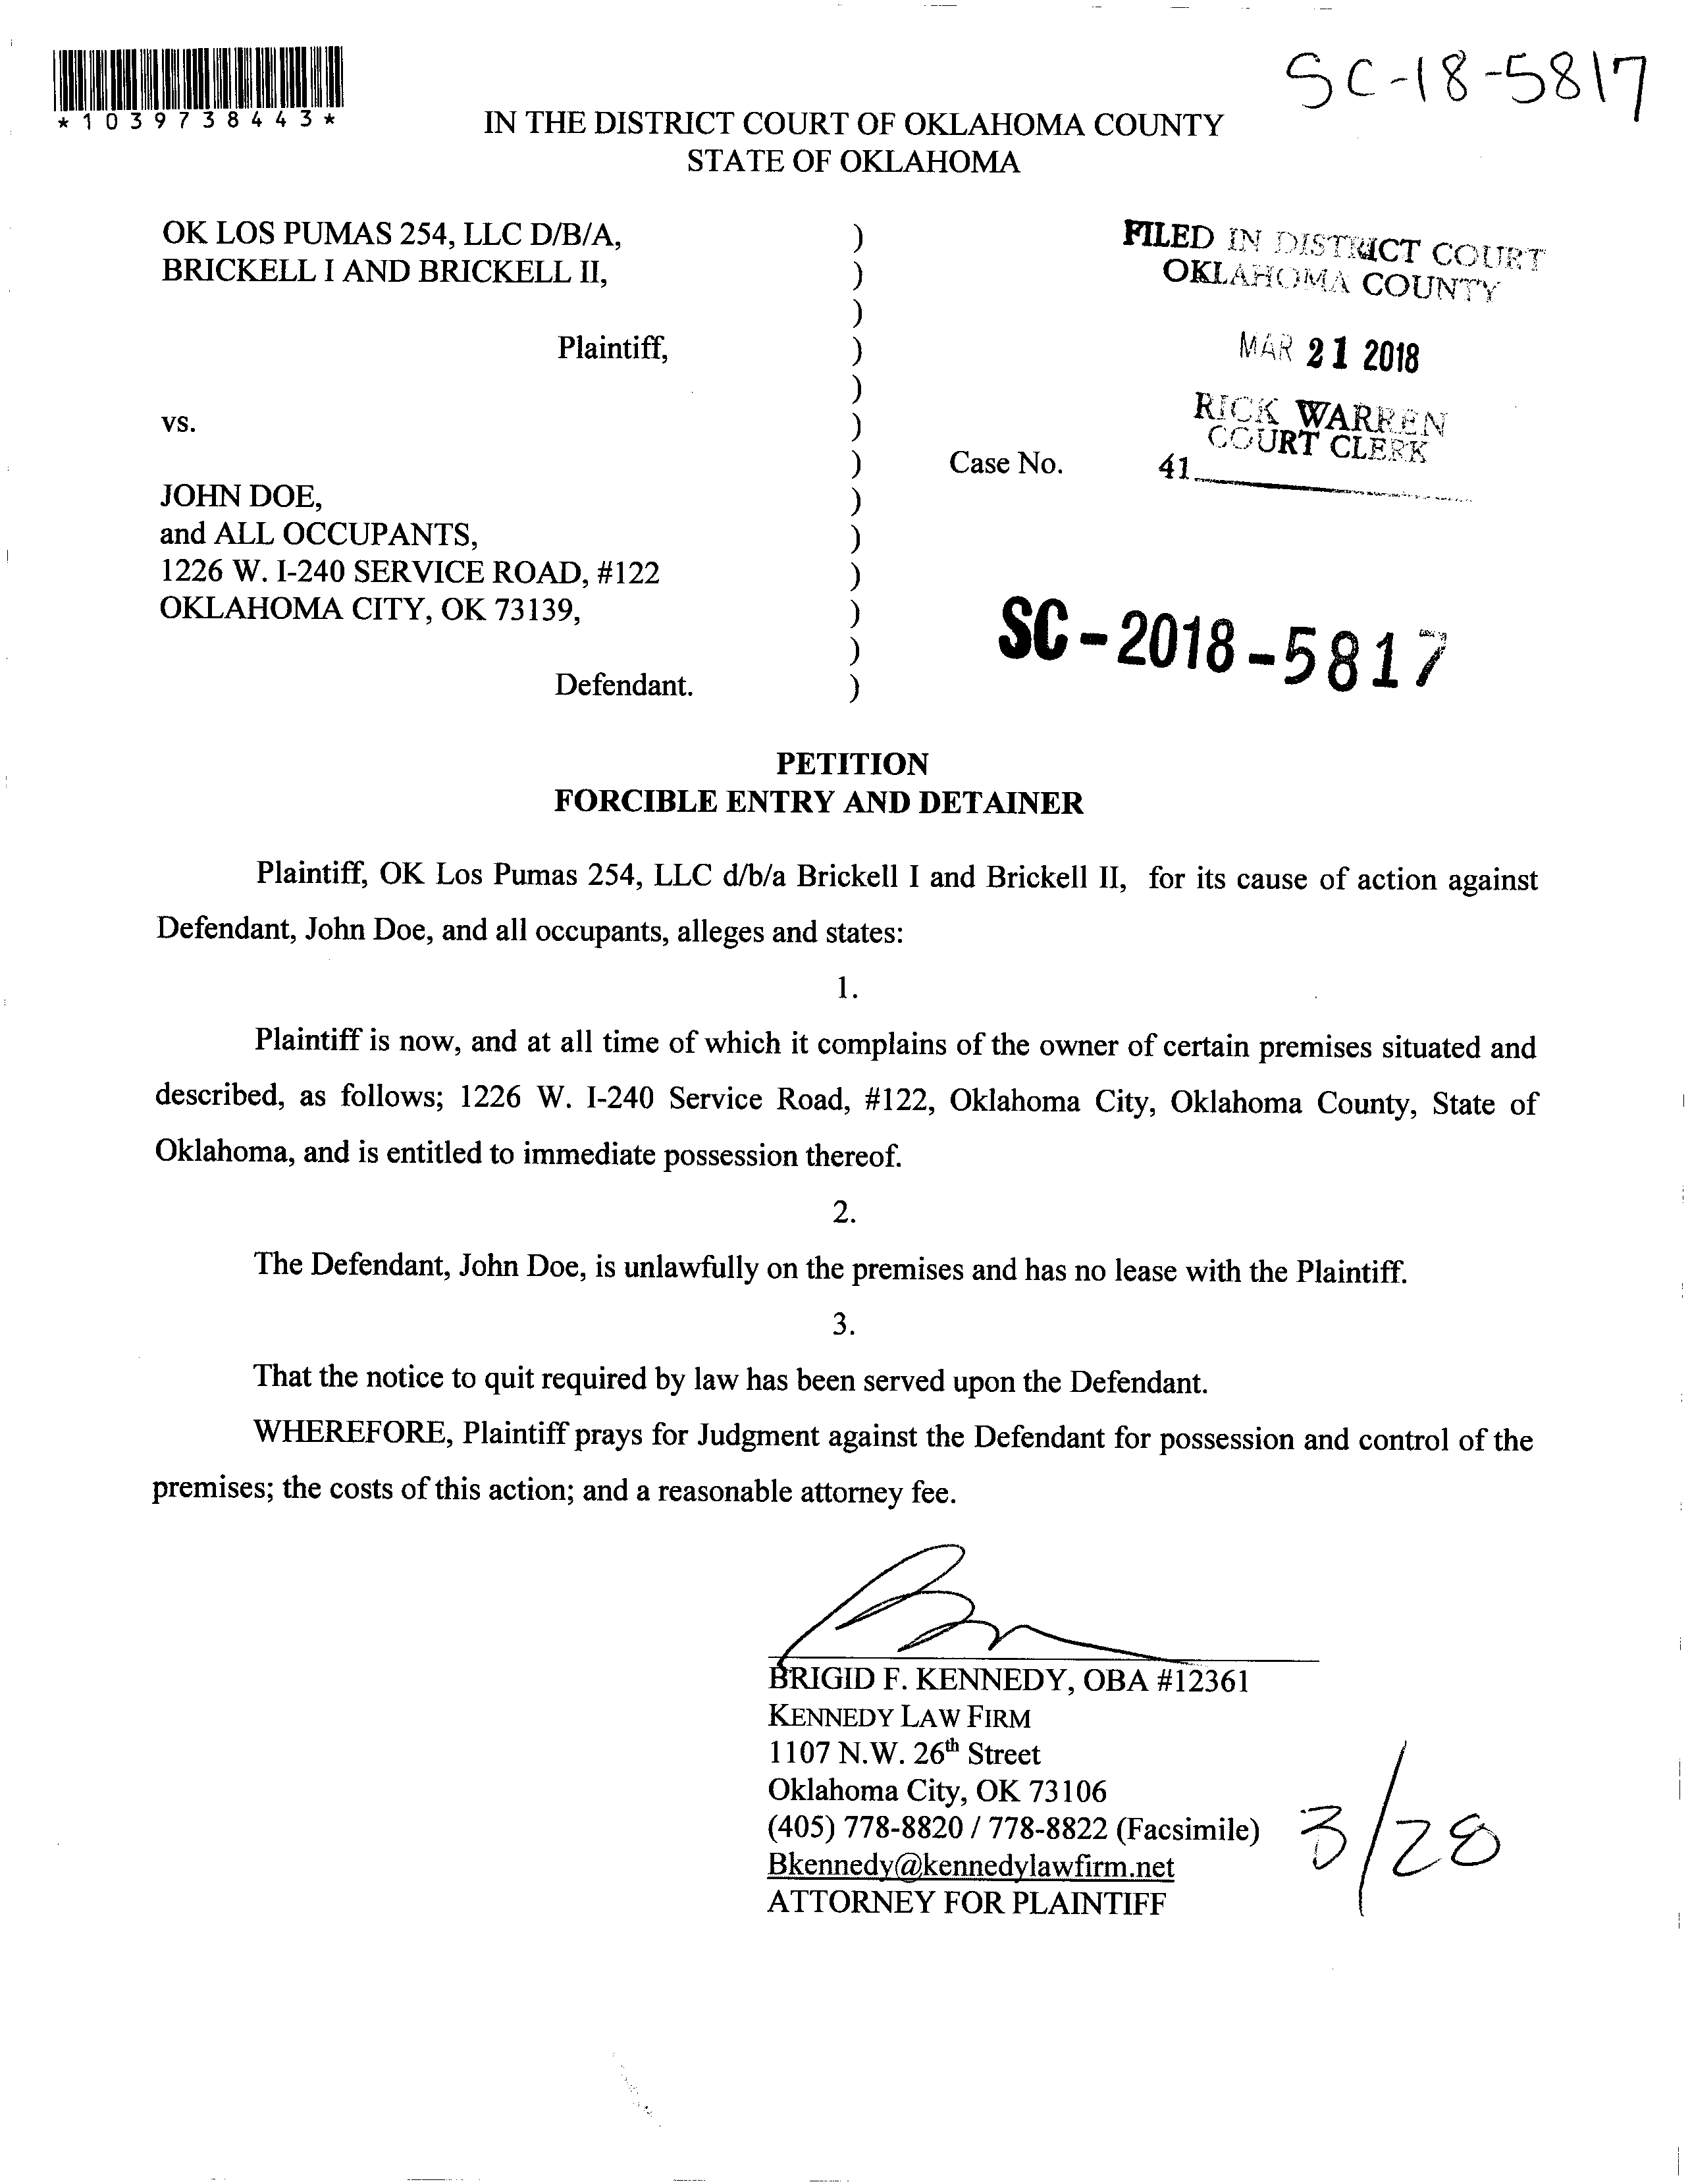 SC-18-5817
*1039738443*
IN THE DISTRICT COURT OF OKLAHOMA COUNTY
STATE OF OKLAHOMA
OK LOS PUMAS 254, LLC D/B/A, )
BRICKELL I AND BRICKELL II, )
)
Plaintiff, )
)
vs. )
)
JOHN DOE, )
and ALL OCCUPANTS, )
1226 W. I-240 SERVICE ROAD, #122 )
OKLAHOMA CITY, OK 73139, )
)
Defendant. )
FILED IN DISTRICT COURT
OKLAHOMA COUNTY
MAR 21 2018
RICK WARREN
COURT CLERK
Case No. 41
SC-2018-5817
PETITION
FORCIBLE ENTRY AND DETAINER
Plaintiff, OK Los Pumas 254, LLC d/b/a Brickell I and Brickell II, for its cause of action against
Defendant, John Doe, and all occupants, alleges and states:
1.
Plaintiff is now, and at all time of which it complains of the owner of certain premises situated and
described, as follows; 1226 W. I-240 Service Road, #122, Oklahoma City, Oklahoma County, State of
Oklahoma, and is entitled to immediate possession thereof.
2.
The Defendant, John Doe, is unlawfully on the premises and has no lease with the Plaintiff.
3.
That the notice to quit required by law has been served upon the Defendant.
WHEREFORE, Plaintiff prays for Judgment against the Defendant for possession and control of the
premises; the costs of this action; and a reasonable attorney fee.
BRIGID F. KENNEDY, OBA #12361
KENNEDY LAW FIRM
1107 N.W. 26th Street
Oklahoma City, OK 73106
(405) 778-8820 / 778-8822 (Facsimile)
Bkennedy@kennedylawfirm.net
ATTORNEY FOR PLAINTIFF
3/28